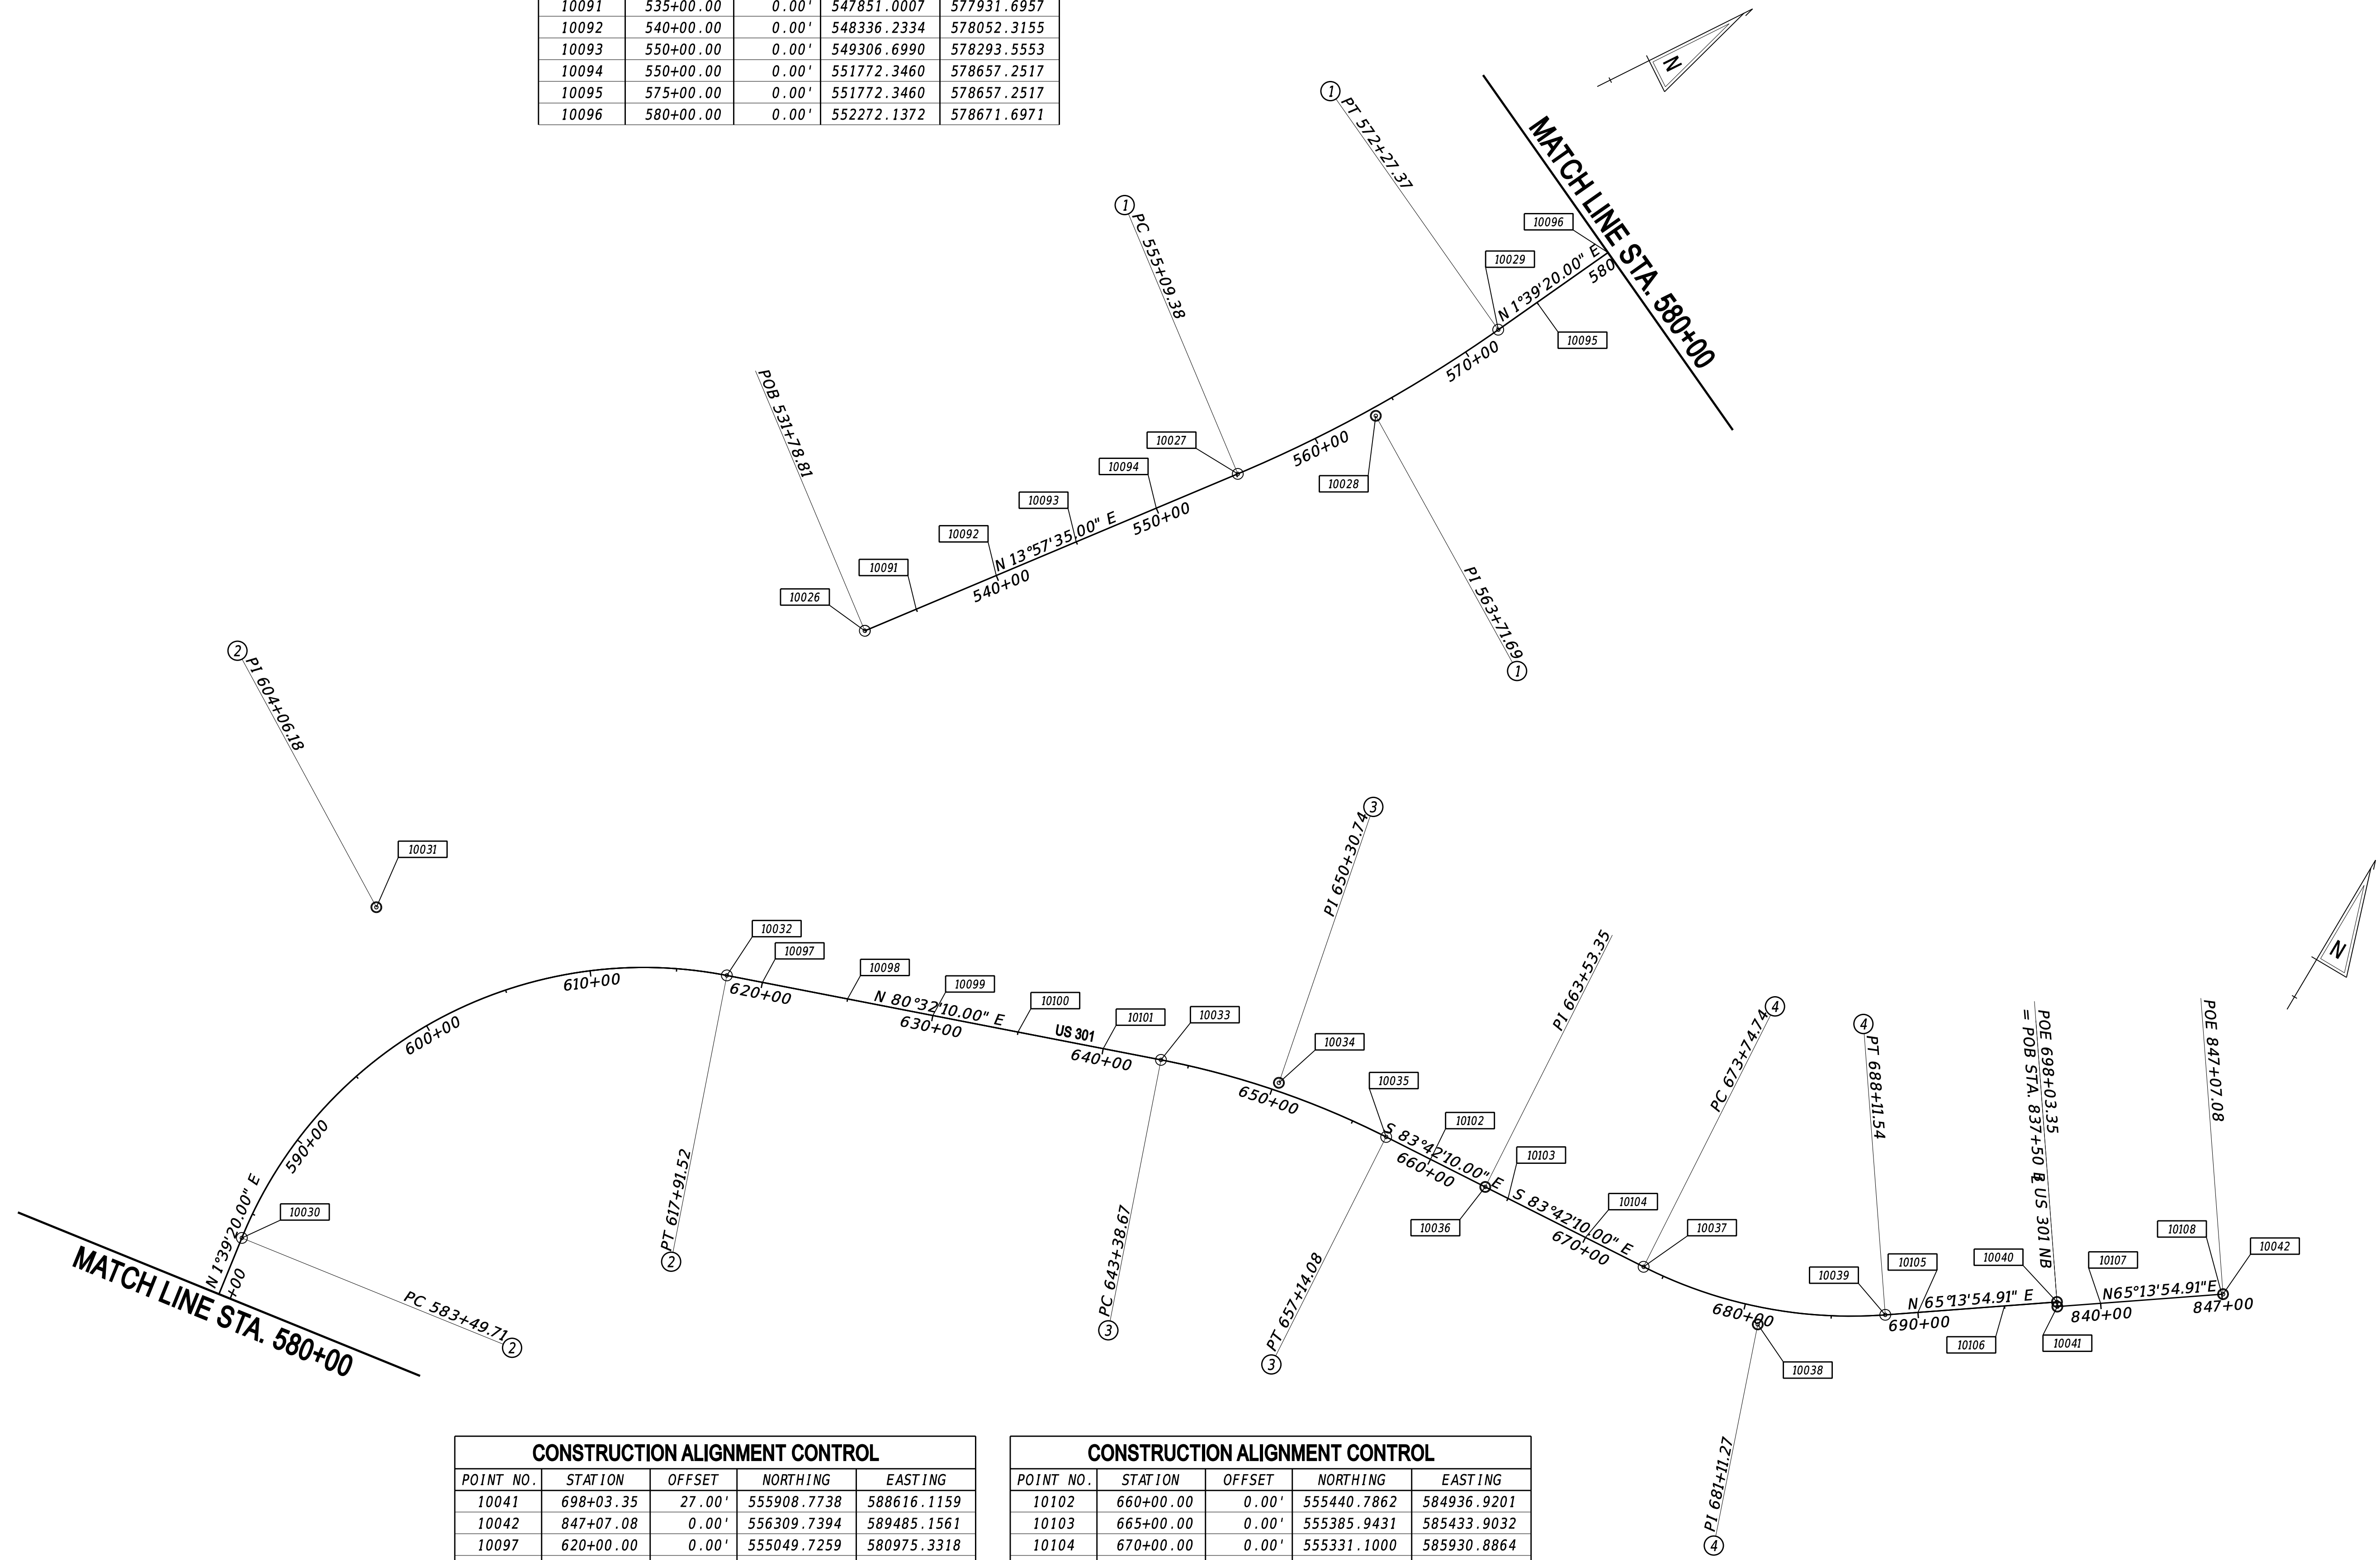 10091 535+00.00 0.00' 547851.0007 577931.6957
10092 540+00.00 0.00' 548336.2334 578052.3155
10093 550+00.00 0.00' 549306.6990 578293.5553
10094 550+00.00 0.00' 551772.3460 578657.2517
10095 575+00.00 0.00' 551772.3460 578657.2517
10096 580+00.00 0.00' 552272.1372 578671.6971
N
MATCH LINE STA. 580+00
1
PT 572+27.37
1
PC 555+09.38
POB 531+78.81
10096
10029
N 1°39'20.00" E
580
10095
570+00
10027
560+00
10028
10094
10093
550+00
10092
N 13°57'35.00" E
10091
540+00
10026
PI 563+71.69
1
2
PI 604+06.18
10031
3
PI 650+30.74
N
10032
10097
10098
10099
10100
10101
10033
610+00
620+00
N 80°32'10.00" E
630+00
US 301
640+00
600+00
10034
650+00
10035
590+00
PI 663+53.35
PC 673+74.74
4
4
PT 688+11.54
POE 698+03.35
= POB STA. 837+50 ℄ US 301 NB
POE 847+07.08
S 83°42'10.00" E
10102
660+00
10103
S 83°42'10.00" E
10104
670+00
10036
10037
N 1°39'20.00" E
10030
+00
MATCH LINE STA. 580+00
PC 583+49.71
2
PT 617+91.52
2
PC 643+38.67
3
PT 657+14.08
3
10039
10105
10040
10107
10108
10042
680+00
N 65°13'54.91" E
690+00
N65°13'54.91"E
840+00
847+00
10106
10041
10038
PI 681+11.27
4
CONSTRUCTION ALIGNMENT CONTROL
POINT NO. STATION OFFSET NORTHING EASTING
10041 698+03.35 27.00' 555908.7738 588616.1159
10042 847+07.08 0.00' 556309.7394 589485.1561
10097 620+00.00 0.00' 555049.7259 580975.3318
CONSTRUCTION ALIGNMENT CONTROL
POINT NO. STATION OFFSET NORTHING EASTING
10102 660+00.00 0.00' 555440.7862 584936.9201
10103 665+00.00 0.00' 555385.9431 585433.9032
10104 670+00.00 0.00' 555331.1000 585930.8864